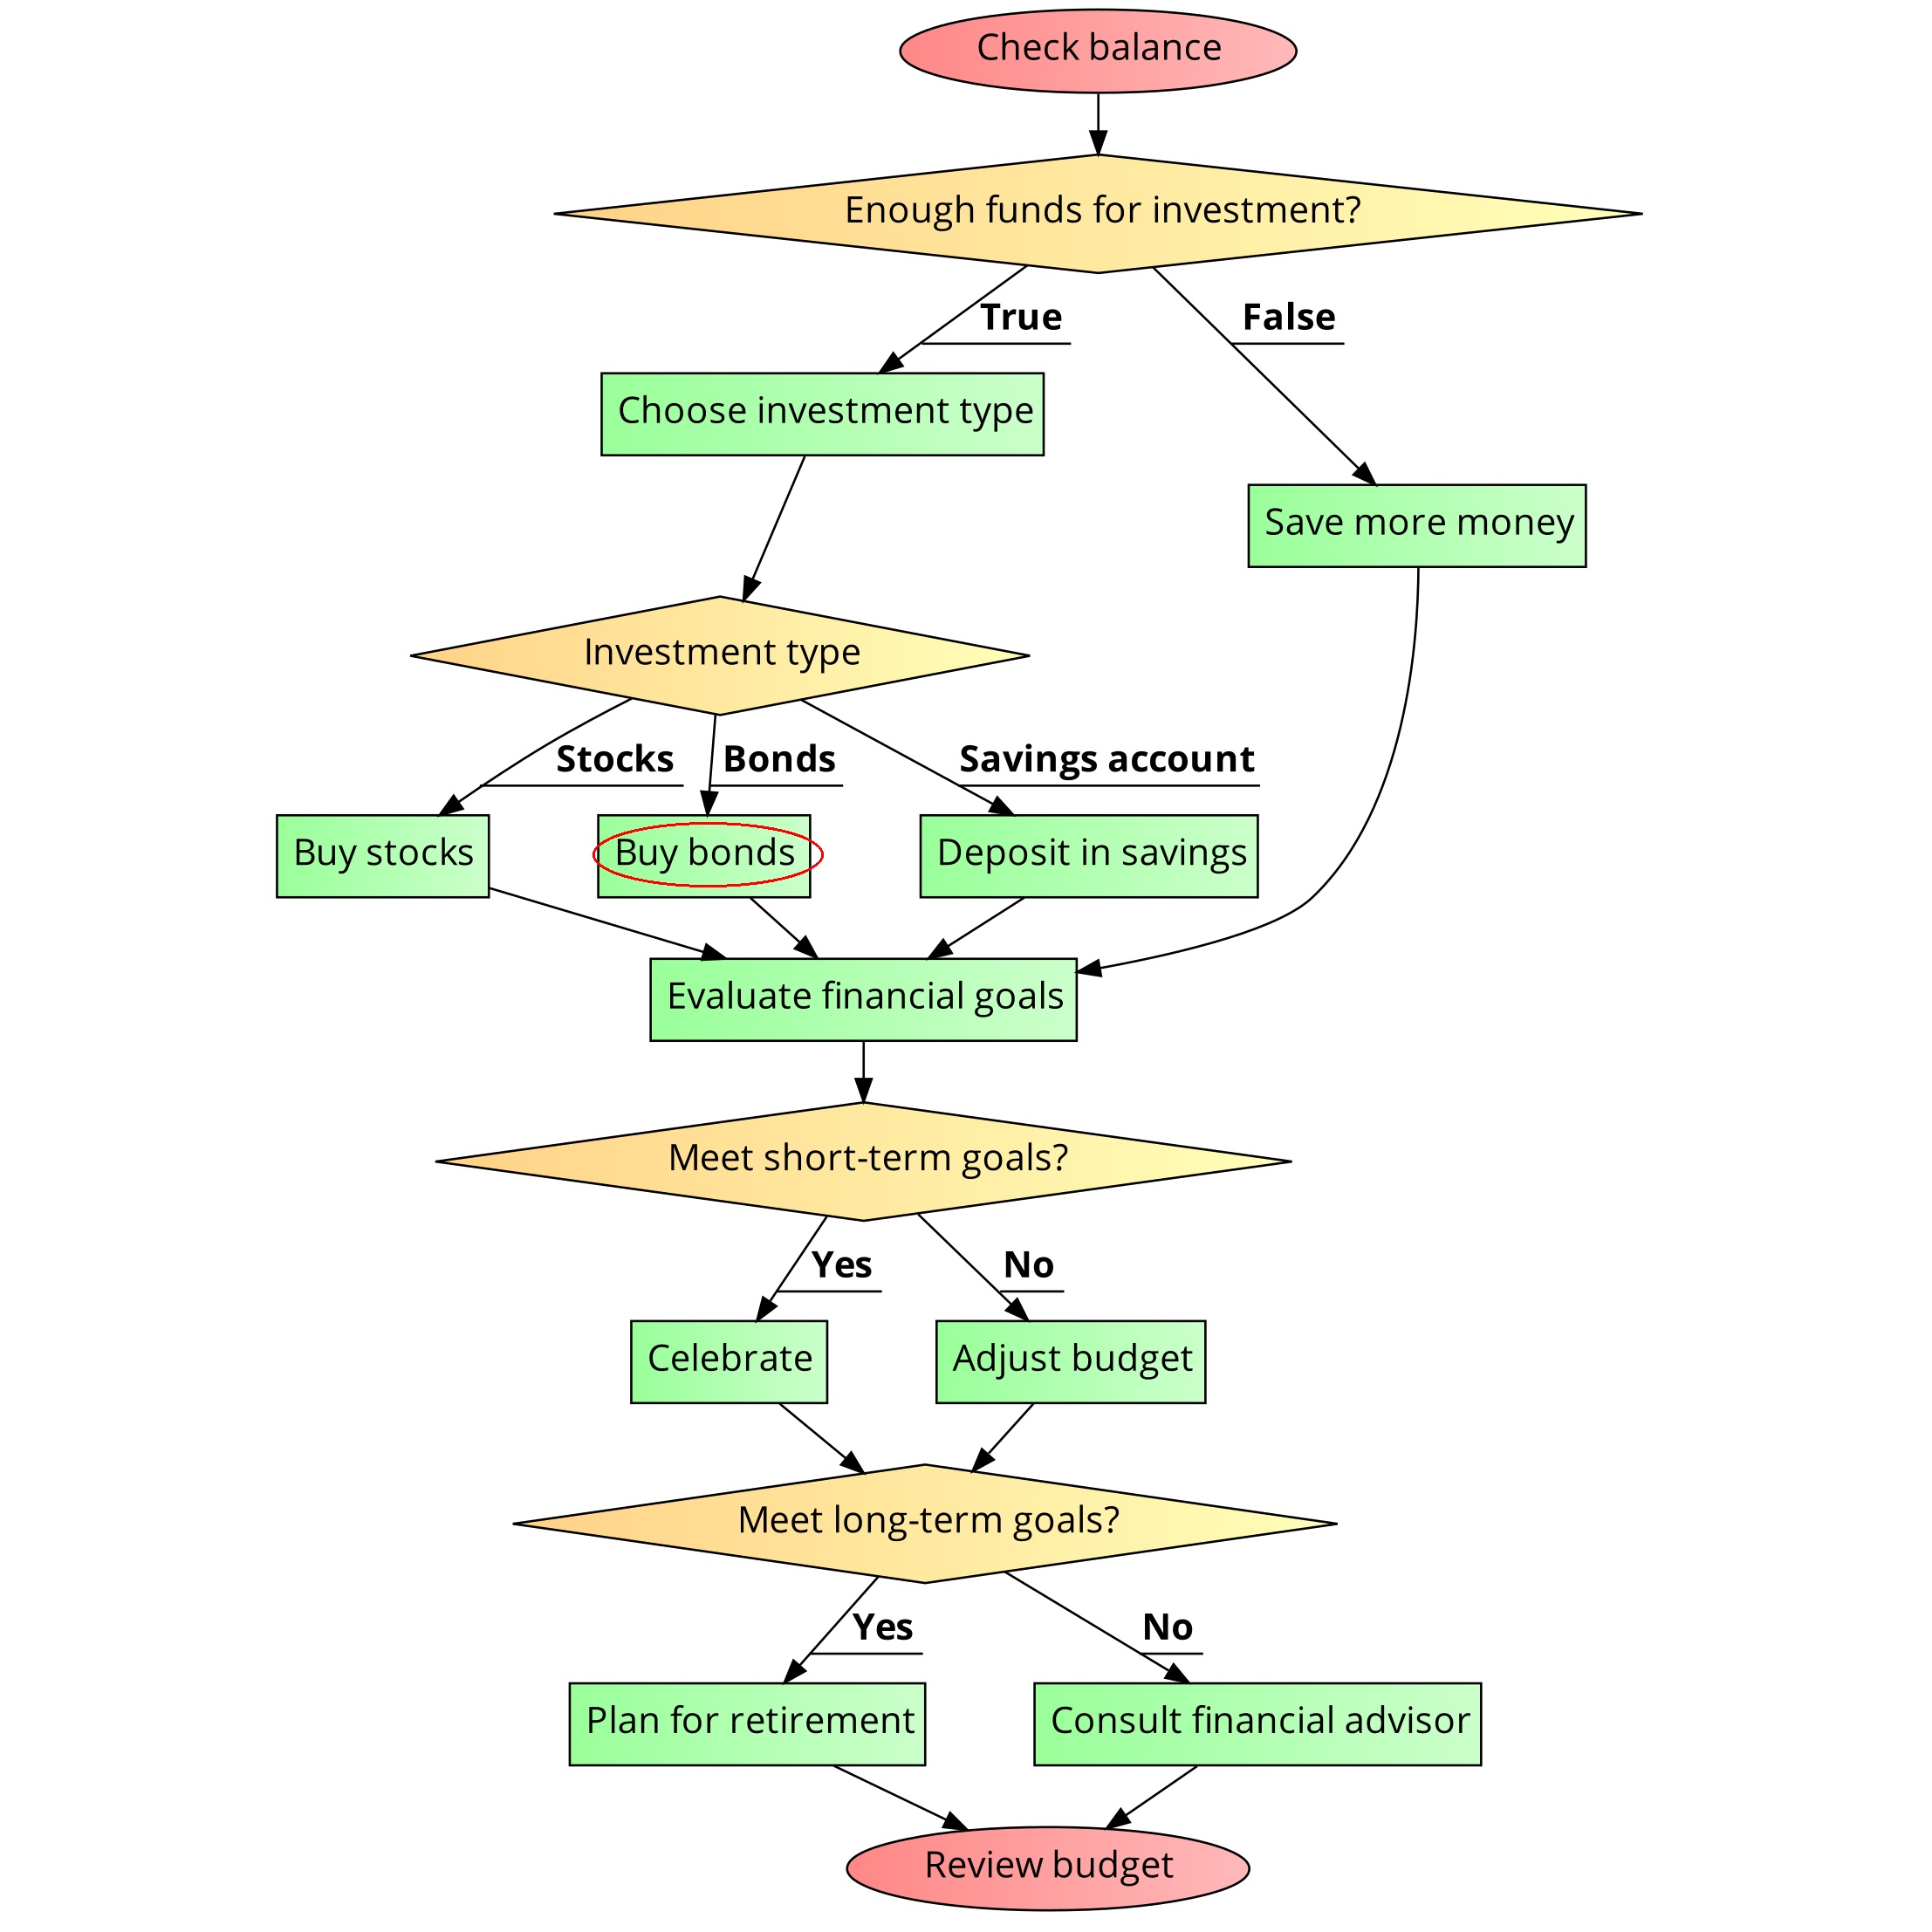 Check balance
Enough funds for investment?
True
False
Choose investment type
Save more money
Investment type
Stocks
Bonds
Savings account
Buy stocks
Buy bonds
Deposit in savings
Evaluate financial goals
Meet short-term goals?
Yes
No
Celebrate
Adjust budget
Meet long-term goals?
Yes
No
Plan for retirement
Consult financial advisor
Review budget